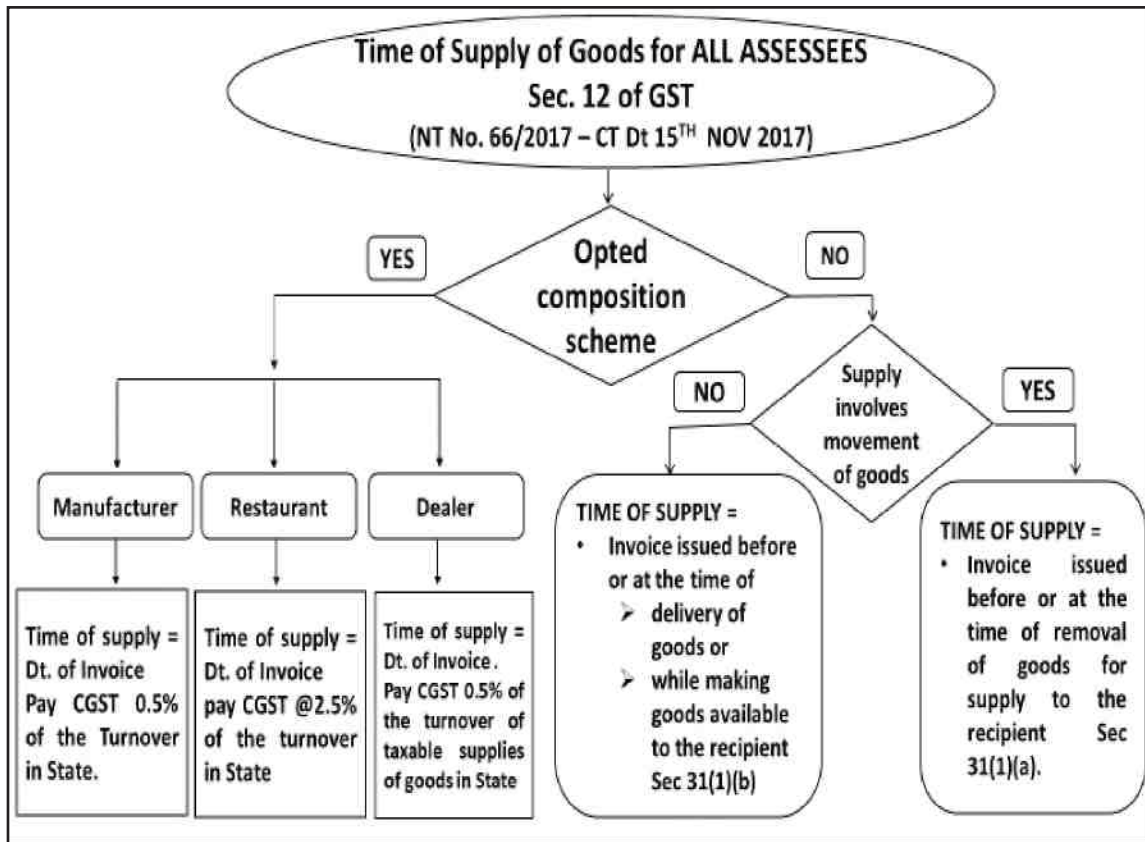 Time of Supply of Goods for ALL ASSESSEES
Sec. 12 of GST
(NT No. 66/2017 – CT Dt 15TH NOV 2017)
YES
Opted
composition
scheme
NO
NO
Supply
involves
movement
of goods
YES
Manufacturer
Restaurant
Dealer
Time of supply =
Dt. of Invoice
Pay CGST 0.5%
of the Turnover
in State.
Time of supply =
Dt. of Invoice
pay CGST @2.5%
of the turnover
in State
Time of supply =
Dt. of Invoice .
Pay CGST 0.5% of
the turnover of
taxable supplies
of goods in State
TIME OF SUPPLY =
• Invoice issued before
or at the time of
➢ delivery of
goods or
➢ while making
goods available
to the recipient
Sec 31(1)(b)
TIME OF SUPPLY =
• Invoice issued
before or at the
time of removal
of goods for
supply to the
recipient Sec
31(1)(a).